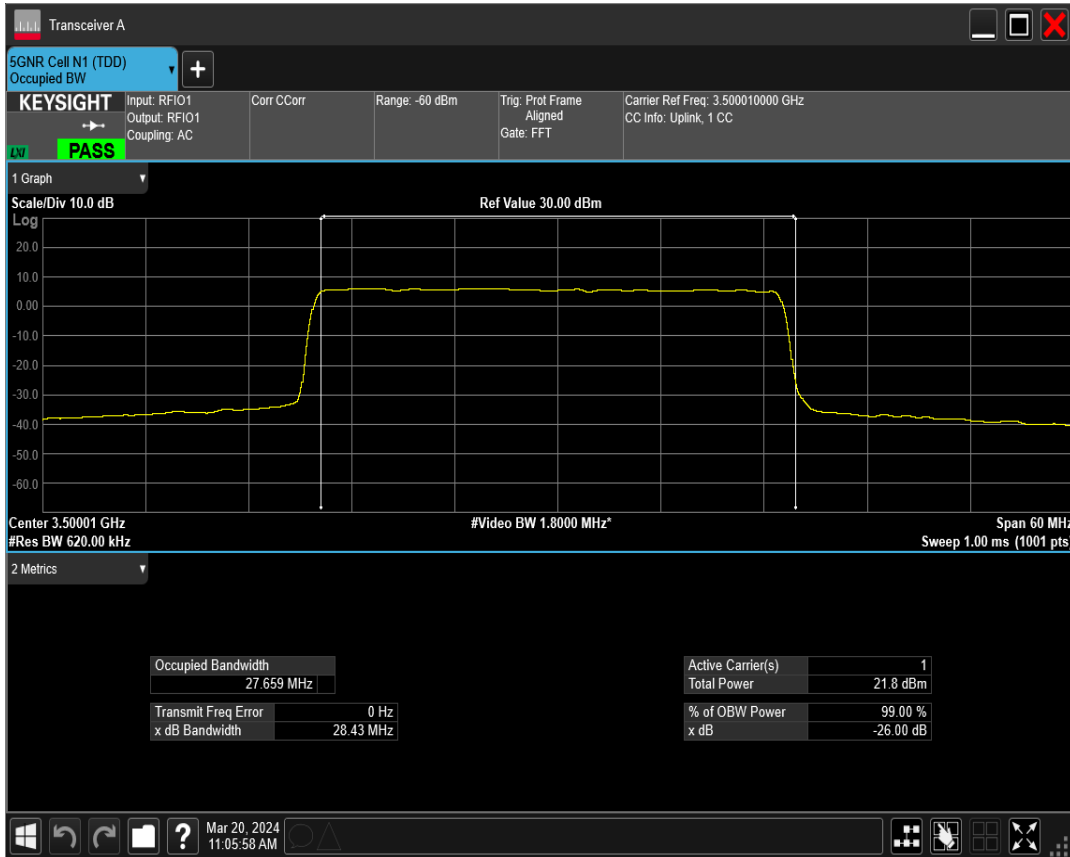 Transceiver A
5GNR Cell N1 (TDD)
Occupied BW
KEYSIGHT
LXI
PASS
Input: RFIO1
Output: RFIO1
Coupling: AC
Corr CCorr
Range: -60 dBm
Trig: Prot Frame
Aligned
Gate: FFT
Carrier Ref Freq: 3.500010000 GHz
CC Info: Uplink, 1 CC
1 Graph
Scale/Div 10.0 dB
Ref Value 30.00 dBm
Log
20.0
10.0
0.00
-10.0
-20.0
-30.0
-40.0
-50.0
-60.0
Center 3.50001 GHz
#Video BW 1.8000 MHz*
Span 60 MHz
#Res BW 620.00 kHz
Sweep 1.00 ms (1001 pts)
2 Metrics
Occupied Bandwidth
27.659 MHz
Transmit Freq Error 0 Hz
x dB Bandwidth 28.43 MHz
Active Carrier(s) 1
Total Power 21.8 dBm
% of OBW Power 99.00 %
x dB -26.00 dB
?
Mar 20, 2024
11:05:58 AM